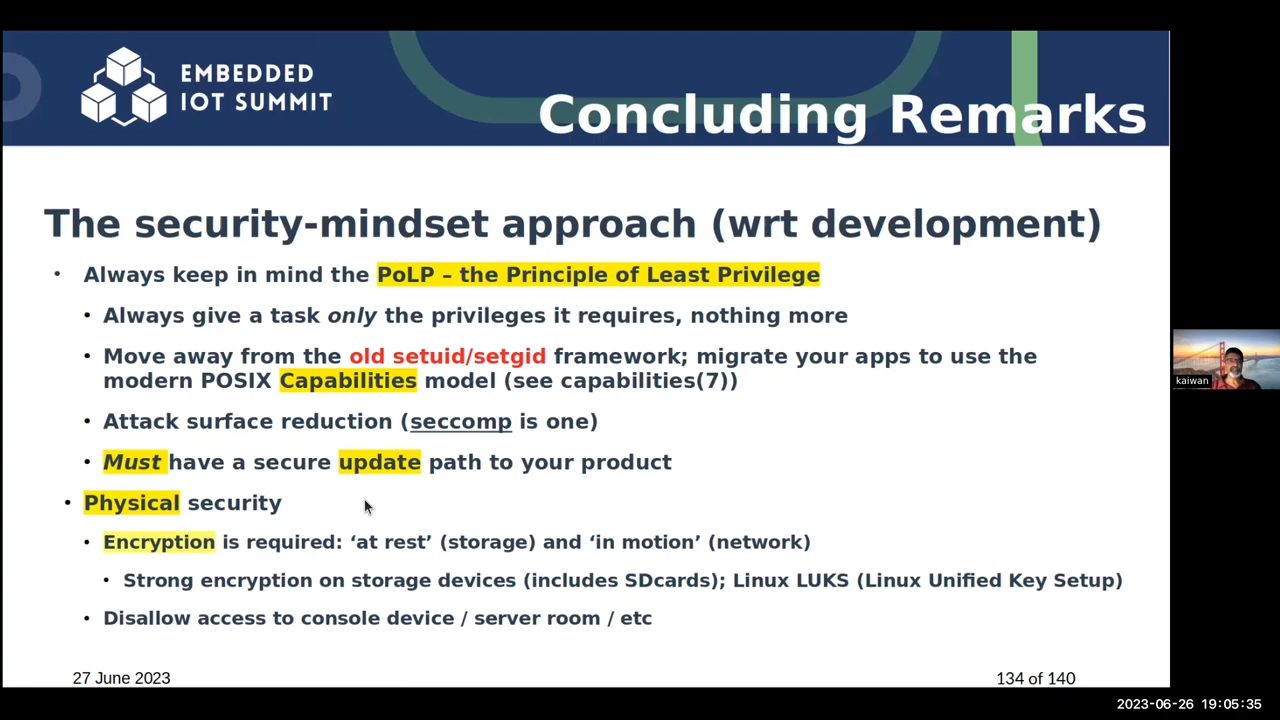 EMBEDDED
IOT SUMMIT
Concluding Remarks
The security-mindset approach (wrt development)
• Always keep in mind the PoLP – the Principle of Least Privilege
• Always give a task only the privileges it requires, nothing more
• Move away from the old setuid/setgid framework; migrate your apps to use the
modern POSIX Capabilities model (see capabilities(7))
• Attack surface reduction (seccomp is one)
• Must have a secure update path to your product
• Physical security
• Encryption is required: ‘at rest’ (storage) and ‘in motion’ (network)
• Strong encryption on storage devices (includes SDcards); Linux LUKS (Linux Unified Key Setup)
• Disallow access to console device / server room / etc
27 June 2023
134 of 140
kaiwan
2023-06-26 19:05:35